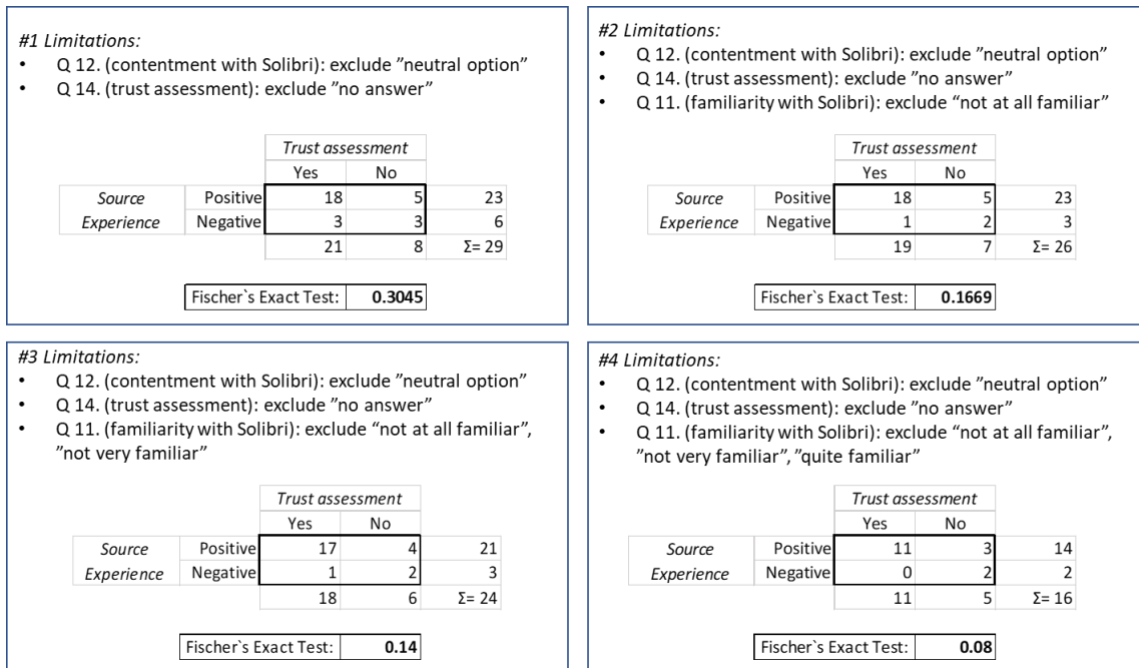 #1 Limitations:
• Q 12. (contentment with Solibri): exclude ”neutral option”
• Q 14. (trust assessment): exclude ”no answer”
Trust assessment
Yes No
Source Positive 18 5 23
Experience Negative 3 3 6
21 8 Σ= 29
Fischer`s Exact Test: 0.3045
#2 Limitations:
• Q 12. (contentment with Solibri): exclude ”neutral option”
• Q 14. (trust assessment): exclude ”no answer”
• Q 11. (familiarity with Solibri): exclude “not at all familiar”
Trust assessment
Yes No
Source Positive 18 5 23
Experience Negative 1 2 3
19 7 Σ= 26
Fischer`s Exact Test: 0.1669
#3 Limitations:
• Q 12. (contentment with Solibri): exclude ”neutral option”
• Q 14. (trust assessment): exclude ”no answer”
• Q 11. (familiarity with Solibri): exclude “not at all familiar”,
”not very familiar”
Trust assessment
Yes No
Source Positive 17 4 21
Experience Negative 1 2 3
18 6 Σ= 24
Fischer`s Exact Test: 0.14
#4 Limitations:
• Q 12. (contentment with Solibri): exclude ”neutral option”
• Q 14. (trust assessment): exclude ”no answer”
• Q 11. (familiarity with Solibri): exclude “not at all familiar”,
”not very familiar”, ”quite familiar”
Trust assessment
Yes No
Source Positive 11 3 14
Experience Negative 0 2 2
11 5 Σ= 16
Fischer`s Exact Test: 0.08